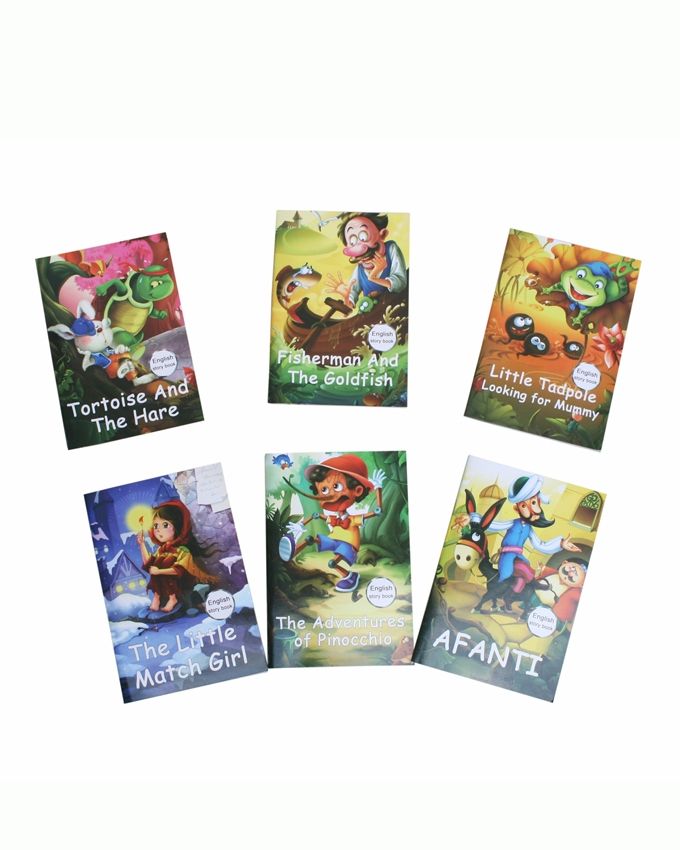 English
story book
Tortoise And
The Hare
English
story book
Fisherman And
The Goldfish
English
story book
Little Tadpole
Looking for Mummy
English
story book
The Little
Match Girl
English
story book
The Adventures
of Pinocchio
English
story book
AFANTI